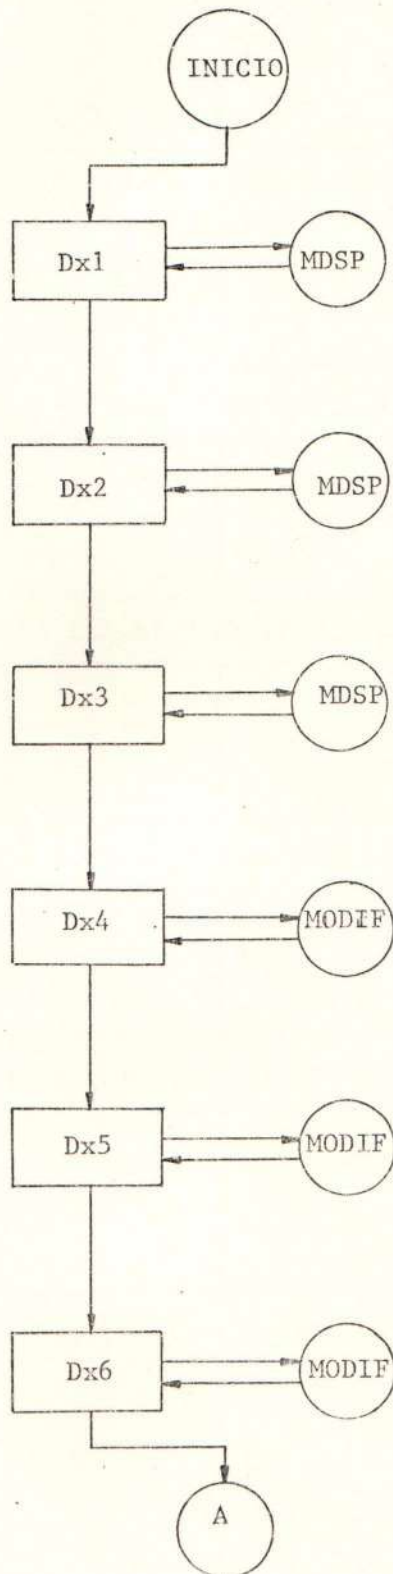 INICIO
Dx1
MDSP
Dx2
MDSP
Dx3
MDSP
Dx4
MODIF
Dx5
MODIF
Dx6
MODIF
A